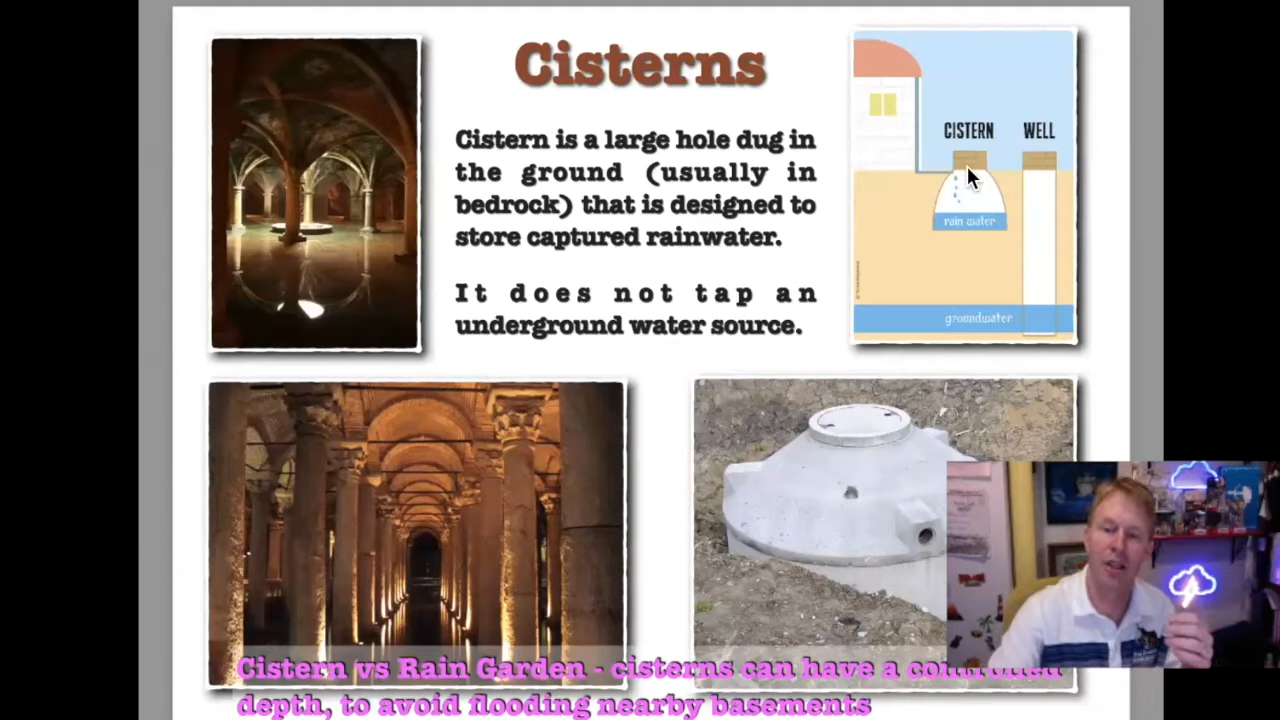 Cisterns
Cistern is a large hole dug in
the ground (usually in
bedrock) that is designed to
store captured rainwater.
It does not tap an
underground water source.
CISTERN WELL
rain water
groundwater
Cistern vs Rain Garden - cisterns can have a controlled
depth, to avoid flooding nearby basements